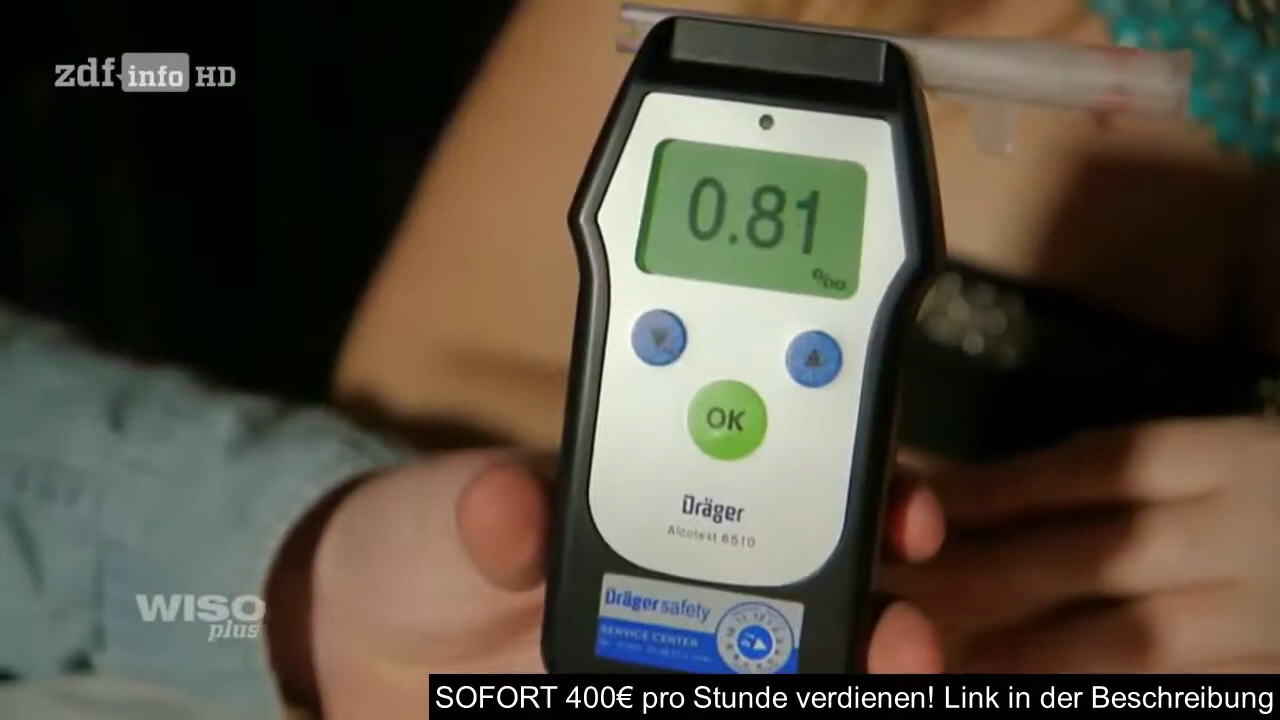 zdf info HD
0.81
‰
OK
Dräger
Alcotest 6510
Dräger safety
SERVICE CENTER
WISO
plus
SOFORT 400€ pro Stunde verdienen! Link in der Beschreibung